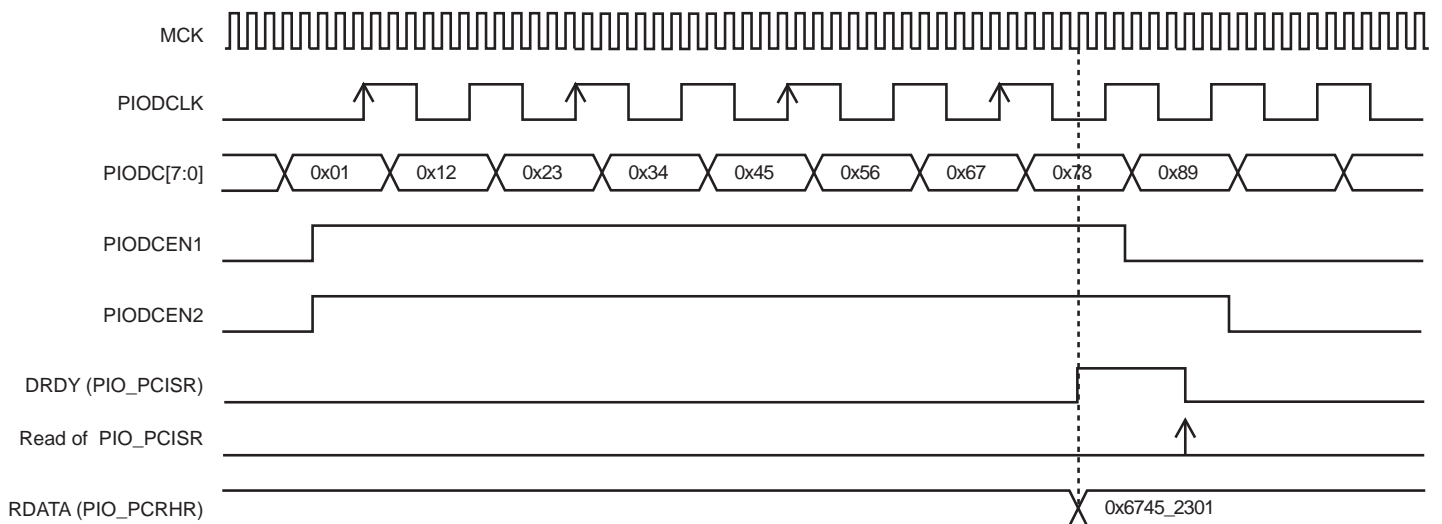 MCK
PIODCLK
PIODC[7:0] 0x01 0x12 0x23 0x34 0x45 0x56 0x67 0x78 0x89
PIODCEN1
PIODCEN2
DRDY (PIO_PCISR)
Read of PIO_PCISR
RDATA (PIO_PCRHR) 0x6745_2301